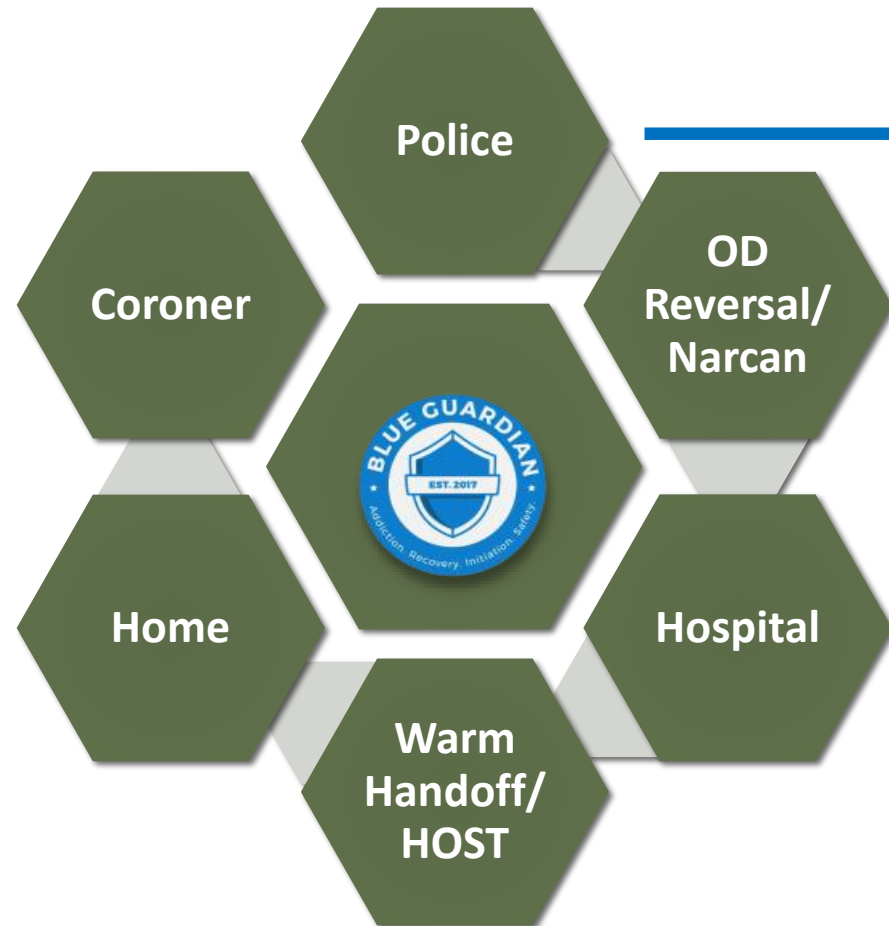 Police
OD
Reversal/
Narcan
Coroner
BLUE GUARDIAN
EST. 2017
Addiction. Recovery. Initiation. Safety.
Home
Hospital
Warm
Handoff/
HOST